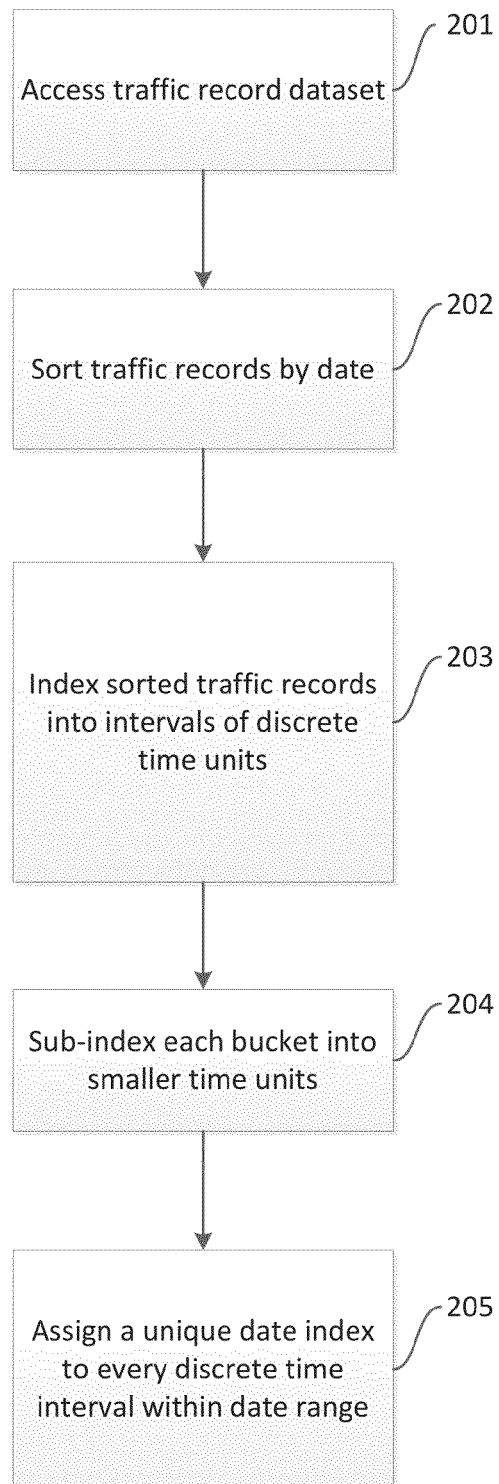 201
Access traffic record dataset
202
Sort traffic records by date
203
Index sorted traffic records
into intervals of discrete
time units
204
Sub-index each bucket into
smaller time units
205
Assign a unique date index
to every discrete time
interval within date range